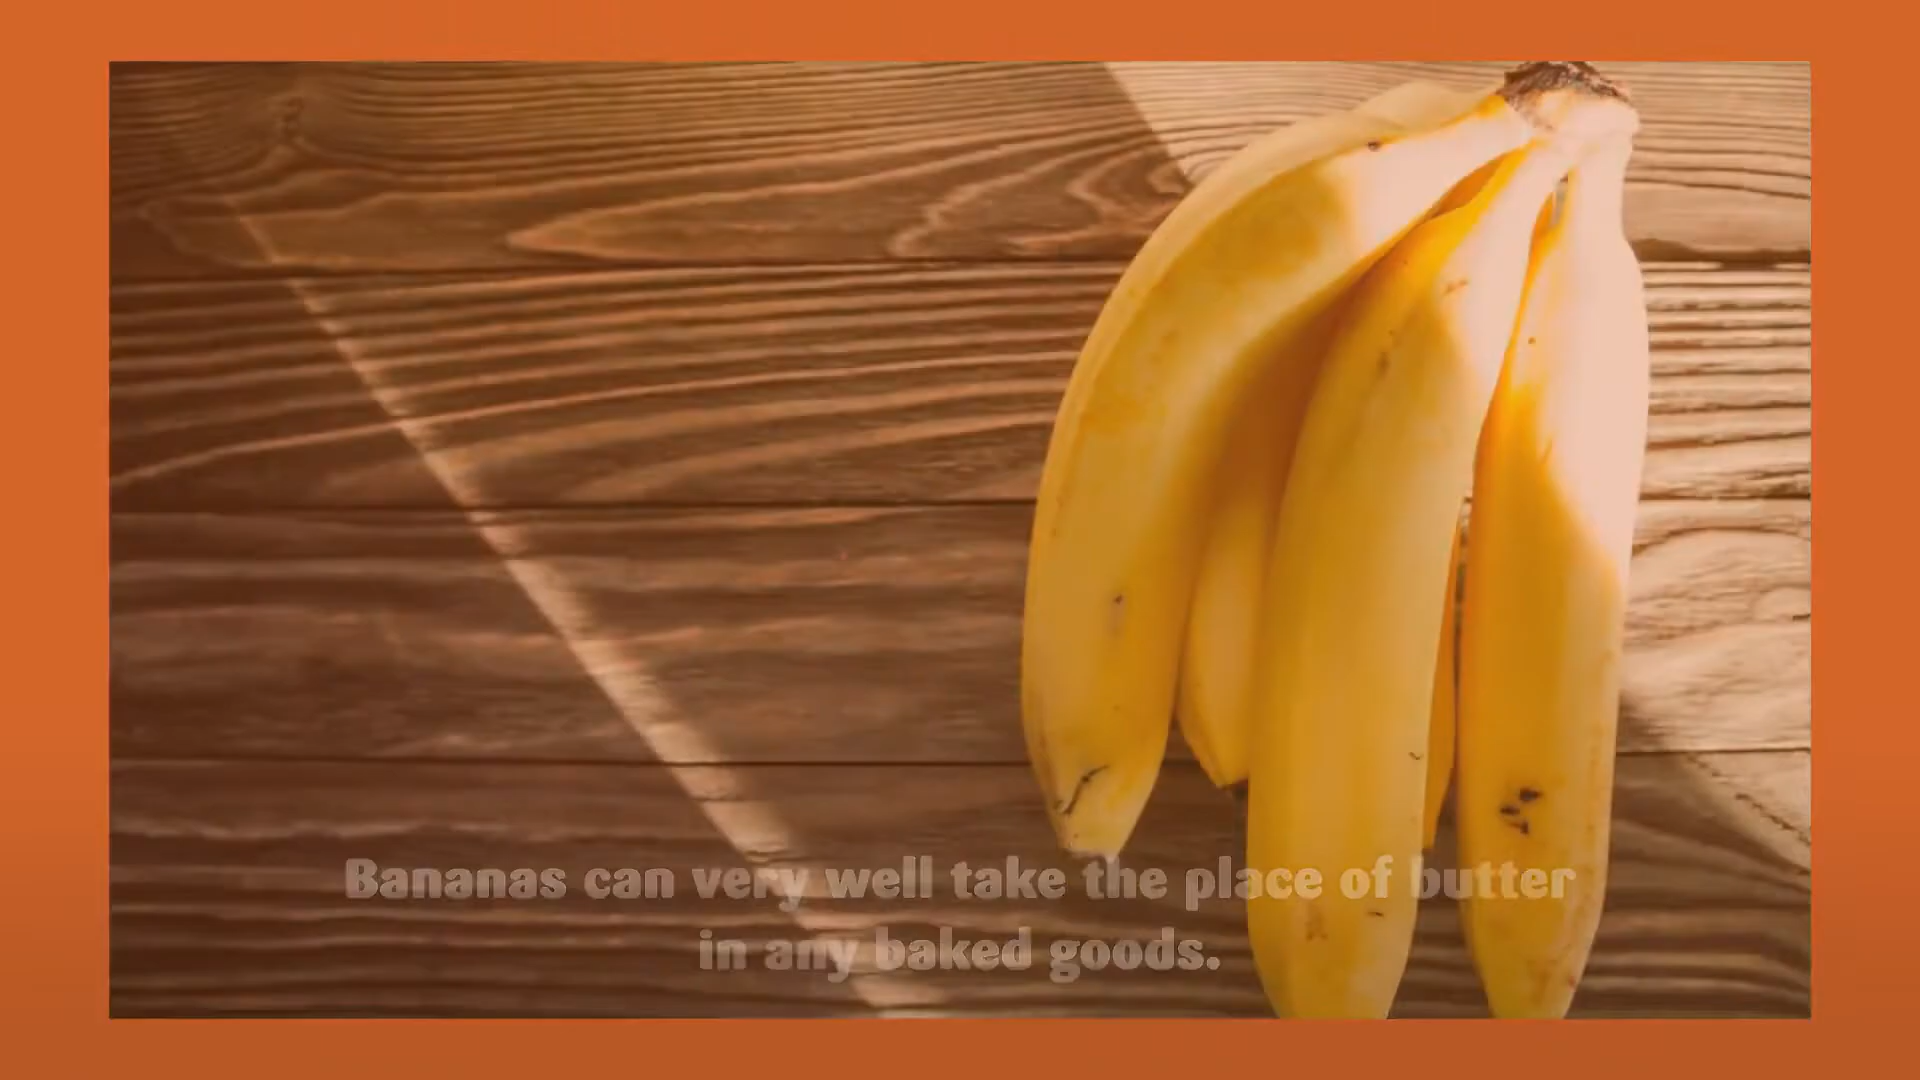 Bananas can very well take the place of butter
in any baked goods.